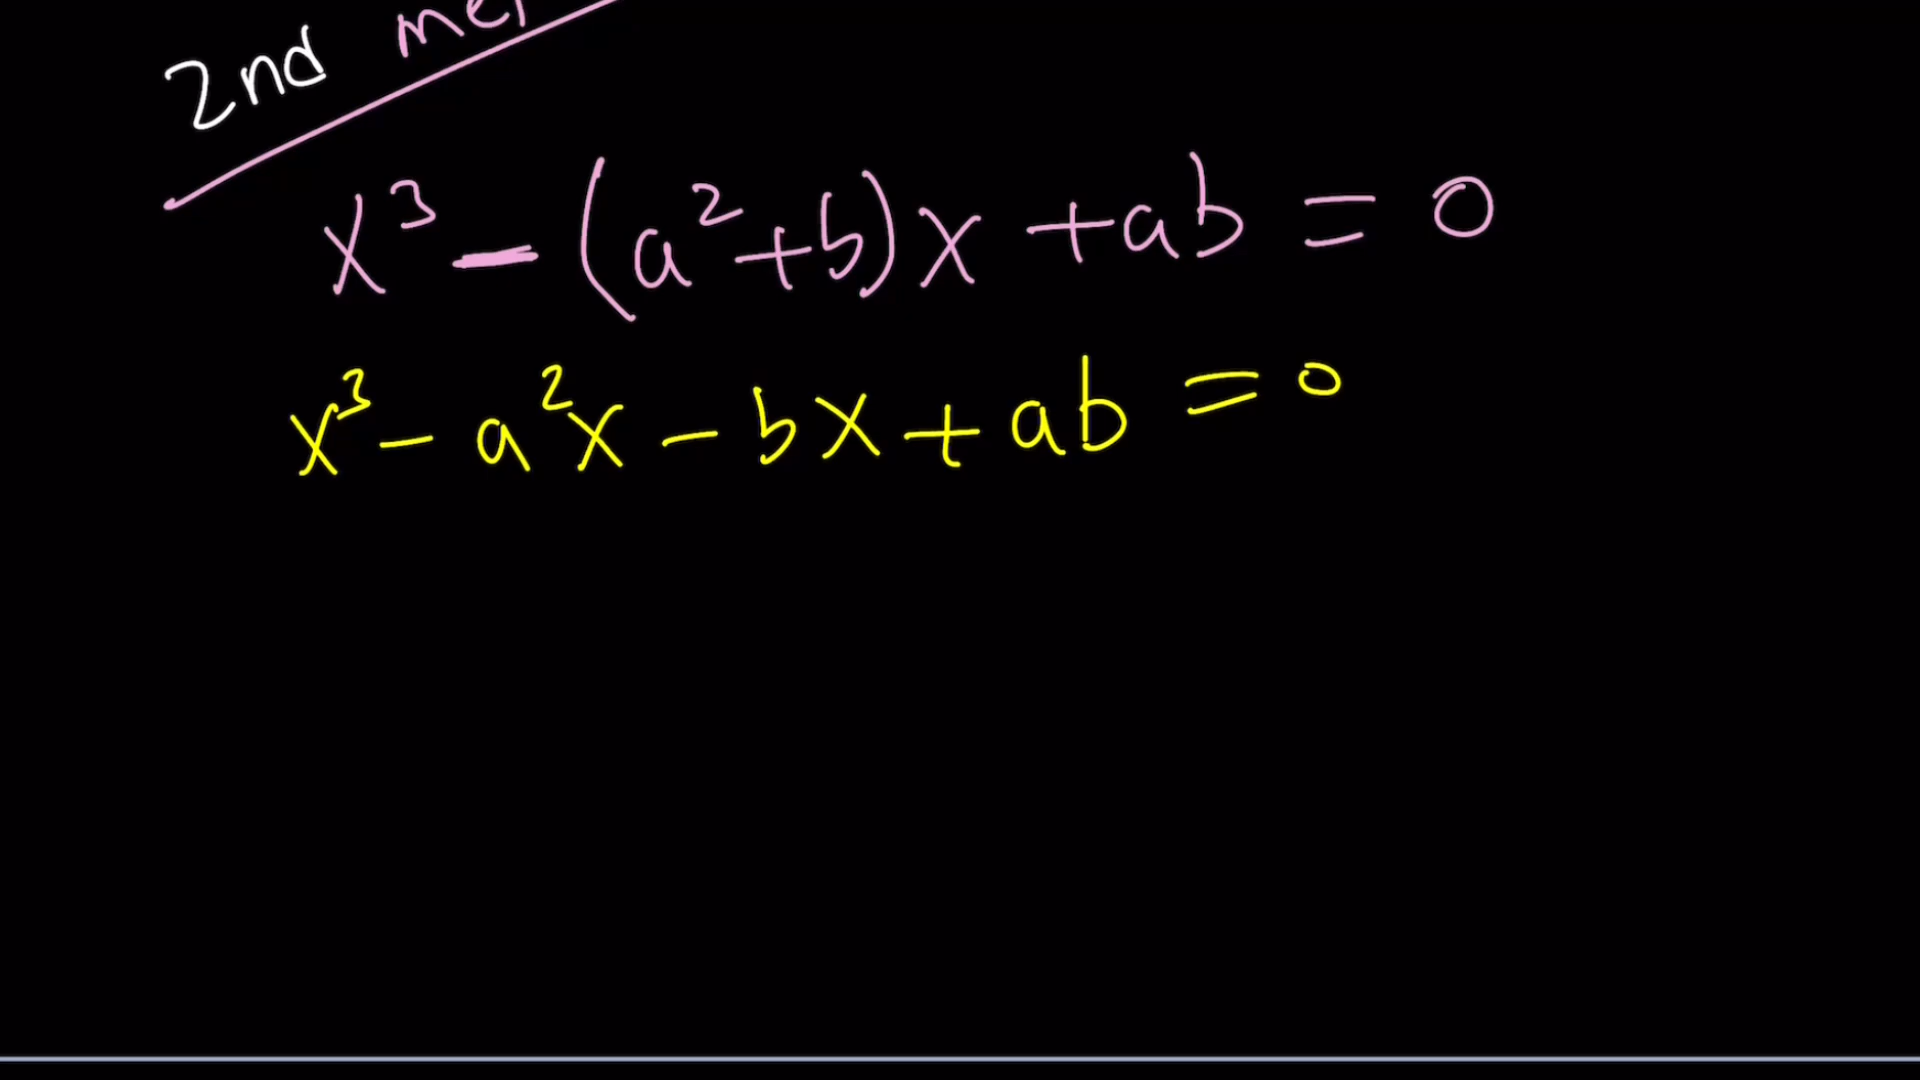 2nd
x³ - (a²+b)x + ab = 0
x³ - a²x - bx + ab = 0